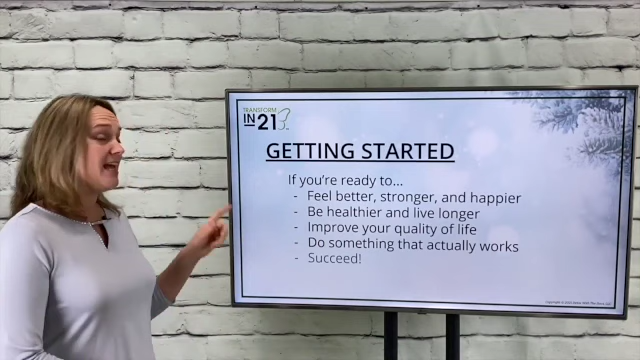 TRANSFORM
IN 21
GETTING STARTED
If you're ready to...
- Feel better, stronger, and happier
- Be healthier and live longer
- Improve your quality of life
- Do something that actually works
- Succeed!